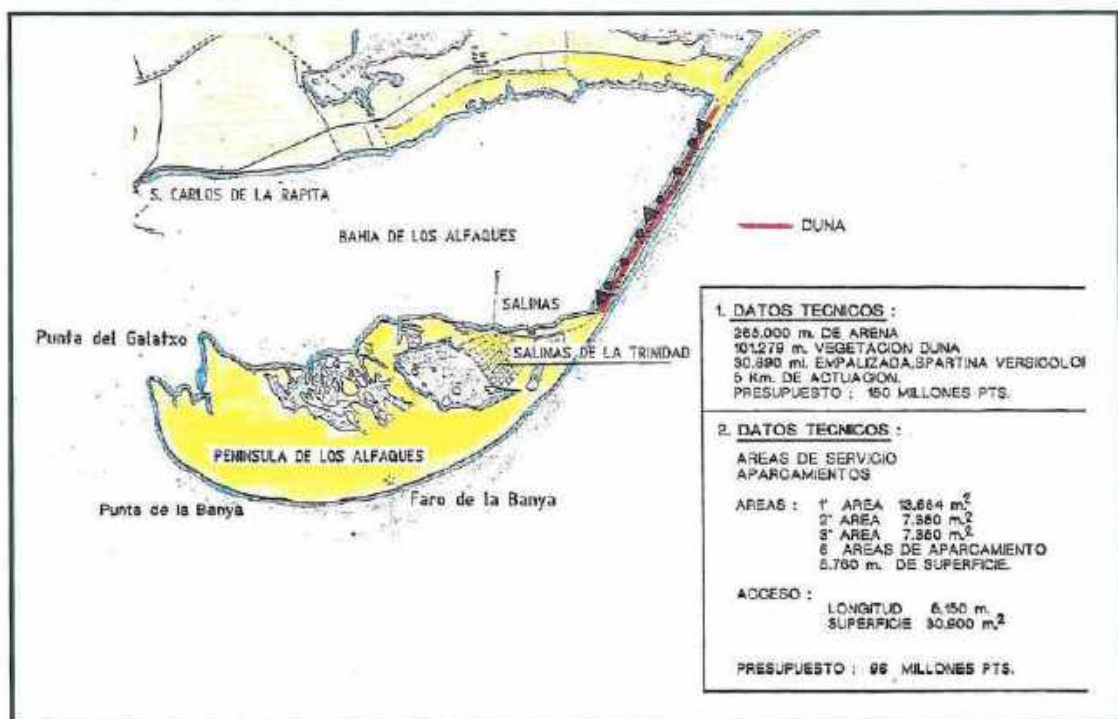 S. CARLOS DE LA RAPITA
BAHIA DE LOS ALFAQUES
DUNA
SALINAS
Punta del Galatxo
SALINAS DE LA TRINIDAD
PENINSULA DE LOS ALFAQUES
Faro de la Banya
Punta de la Banya
1. DATOS TECNICOS :
265.000 m. DE ARENA
101.279 m. VEGETACION DUNA
30.890 ml. EMPALIZADA,SPARTINA VERSICOLOR
5 Km. DE ACTUACION.
PRESUPUESTO : 150 MILLONES PTS.
2. DATOS TECNICOS :
AREAS DE SERVICIO
APARCAMIENTOS
AREAS : 1ª AREA 13.664 m.²
2ª AREA 7.360 m.²
3ª AREA 7.360 m.²
6 AREAS DE APARCAMIENTO
5.760 m. DE SUPERFICIE.
ACCESO :
LONGITUD 5.150 m.
SUPERFICIE 30.900 m.²
PRESUPUESTO : 96 MILLONES PTS.